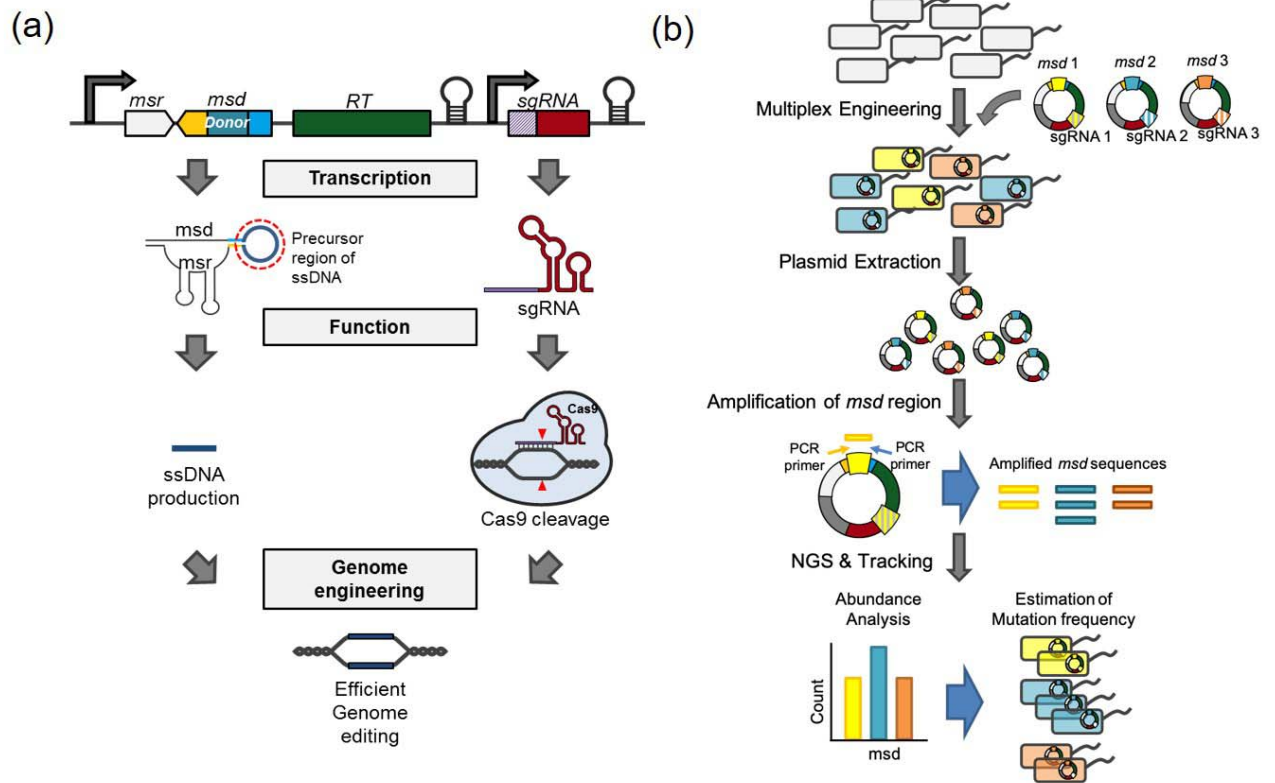 (a)
msr
msd
Donor
RT
sgRNA
Transcription
msd
msr
Precursor
region of
ssDNA
sgRNA
Function
ssDNA
production
Cas9
Cas9 cleavage
Genome
engineering
Efficient
Genome
editing
(b)
msd 1
msd 2
msd 3
Multiplex Engineering
sgRNA 1
sgRNA 2
sgRNA 3
Plasmid Extraction
Amplification of msd region
PCR
primer
PCR
primer
Amplified msd sequences
NGS & Tracking
Abundance
Analysis
Estimation of
Mutation frequency
Count
msd